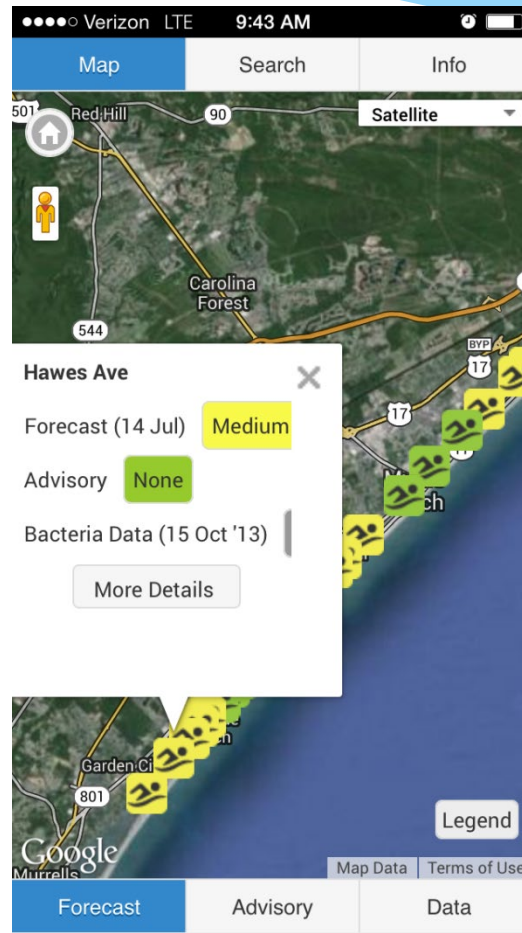 Verizon LTE 9:43 AM
Map Search Info
501 Red Hill 90 Satellite
Carolina
Forest
544
BYP
17
Hawes Ave
17
Forecast (14 Jul) Medium
Advisory None
ch
Bacteria Data (15 Oct '13)
More Details
Garden Ci
801
Legend
Google
Murrells
Map Data Terms of Use
Forecast Advisory Data